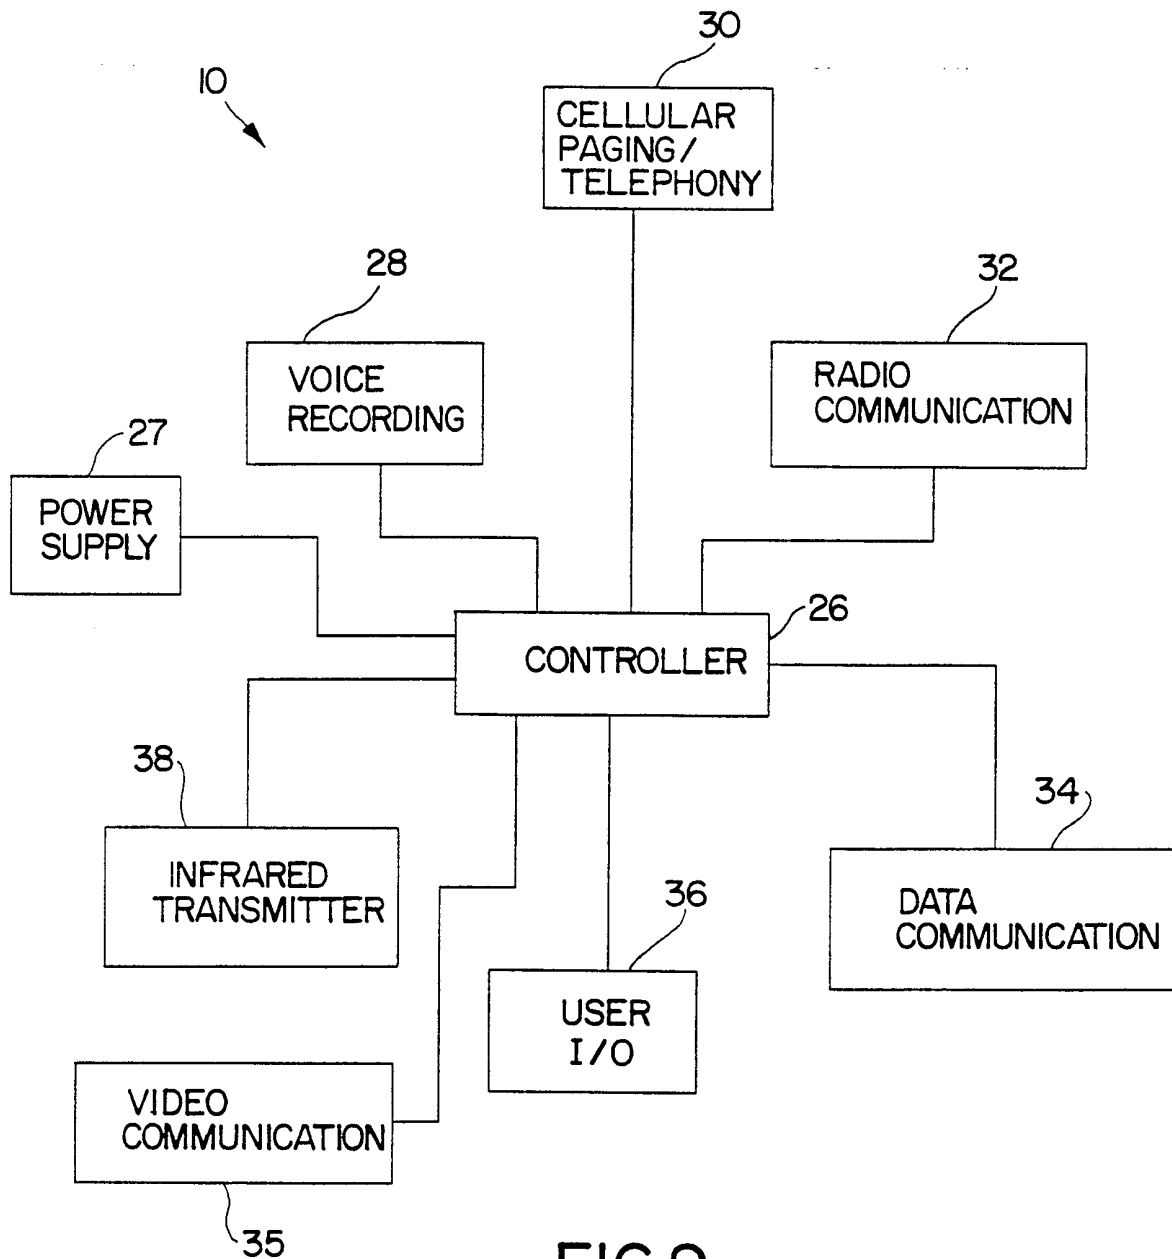 30
10
CELLULAR
PAGING/
TELEPHONY
28
32
VOICE
RECORDING
RADIO
COMMUNICATION
27
POWER
SUPPLY
26
CONTROLLER
38
34
INFRARED
TRANSMITTER
36
DATA
COMMUNICATION
USER
I/O
VIDEO
COMMUNICATION
35